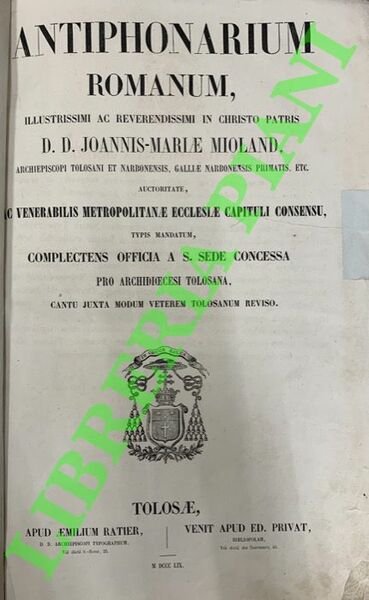 ANTIPHONARIUM
ROMANUM,
ILLUSTRISSIMI AC REVERENDISSIMI IN CHRISTO PATRIS
D. D. JOANNIS-MARIÆ MIOLAND,
ARCHIEPISCOPI TOLOSANI ET NARBONENSIS, GALLIÆ NARBONENSIS PRIMATIS, ETC.
AUCTORITATE,
AC VENERABILIS METROPOLITANÆ ECCLESIÆ CAPITULI CONSENSU,
TYPIS MANDATUM,
COMPLECTENS OFFICIA A S. SEDE CONCESSA
PRO ARCHIDIŒCESI TOLOSANA,
CANTU JUXTA MODUM VETEREM TOLOSANUM REVISO.
TOLOSÆ,
APUD ÆMILIUM RATIER,
D. D. ARCHIEPISCOPI TYPOGRAPHUM,
VENIT APUD ED. PRIVAT,
BIBLIOPOLAM,
M DCCC LIX.
LIBRERIA PIANI